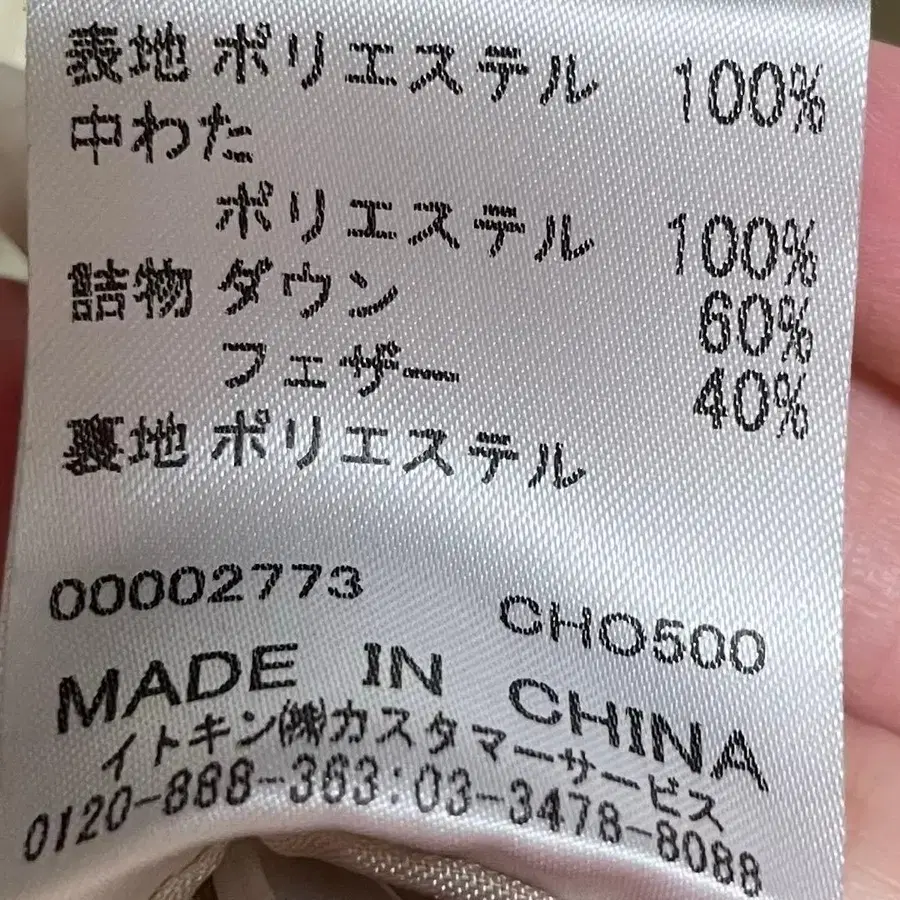 表地 ポリエステル 100%
中わた
ポリエステル 100%
詰物 ダウン 60%
フェザー 40%
裏地 ポリエステル
00002773 CHO500
MADE IN CHINA
イトキン㈱カスタマーサービス
0120-888-363:03-3478-8088